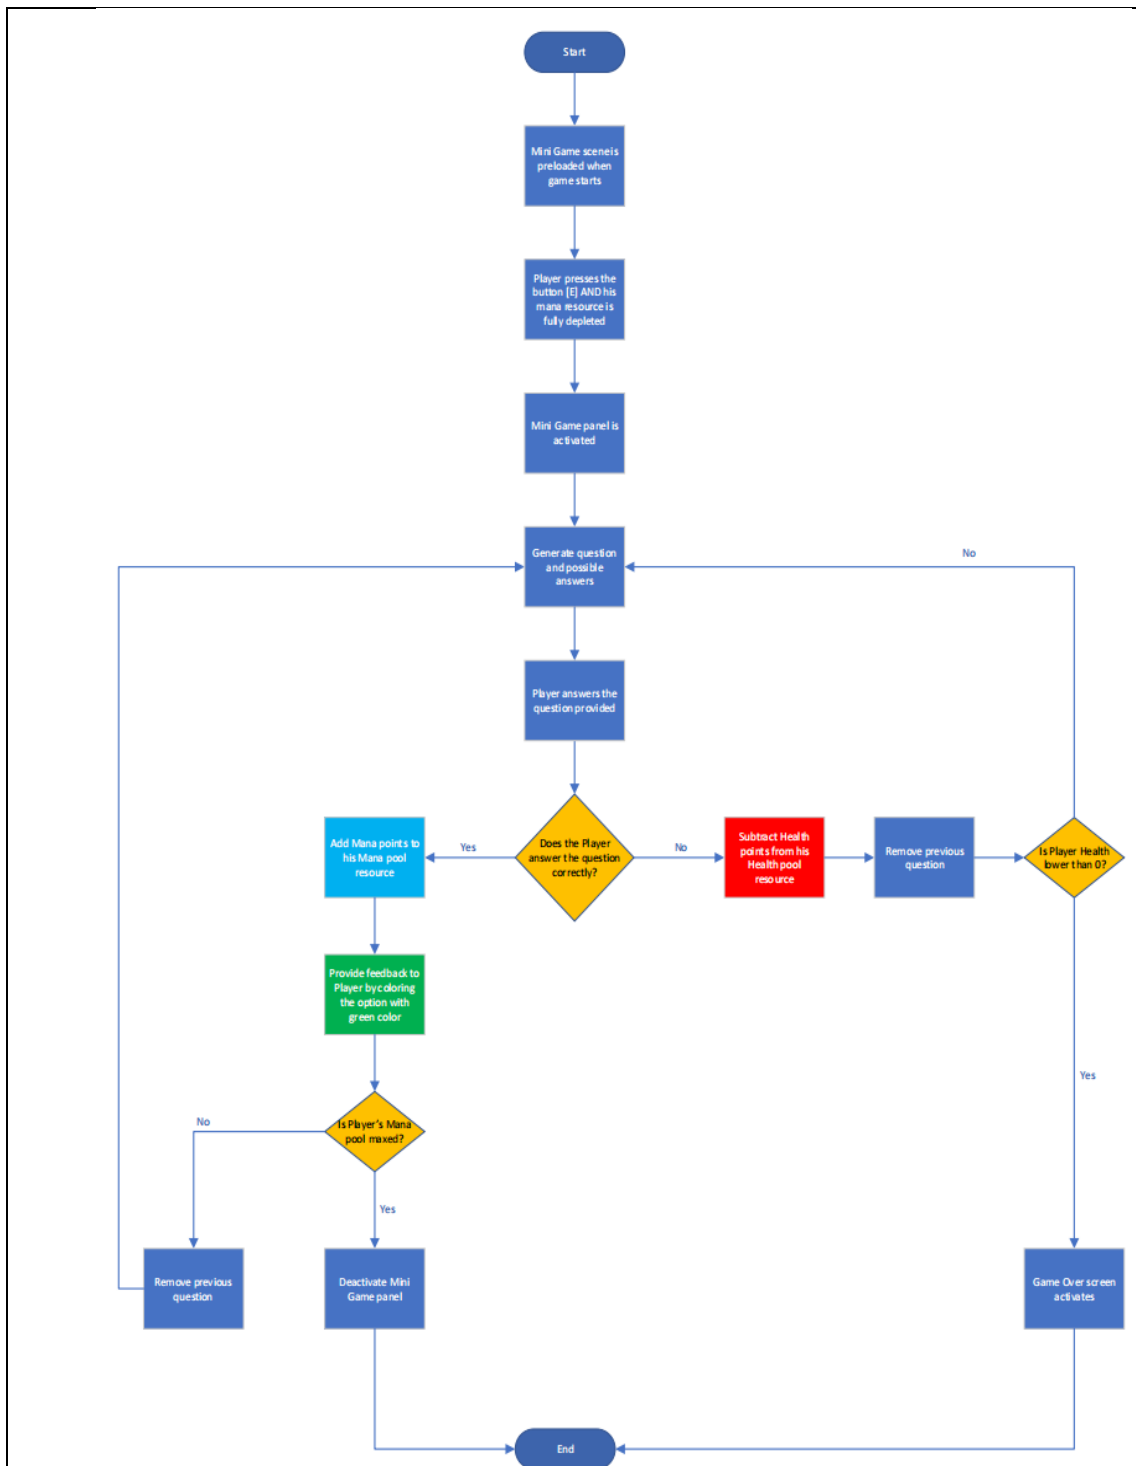 Start
Mini Game scene is
preloaded when
game starts
Player presses the
button [E] AND his
mana resource is
fully depleted
Mini Game panel is
activated
Generate question
and possible
answers
No
Player answers the
question provided
Does the Player
answer the question
correctly?
Yes
Add Mana points to
his Mana pool
resource
No
Subtract Health
points from his
Health pool
resource
Remove previous
question
Is Player Health
lower than 0?
Provide feedback to
Player by coloring
the option with
green color
Is Player's Mana
pool maxed?
No
Yes
Yes
Remove previous
question
Deactivate Mini
Game panel
Game Over screen
activates
End